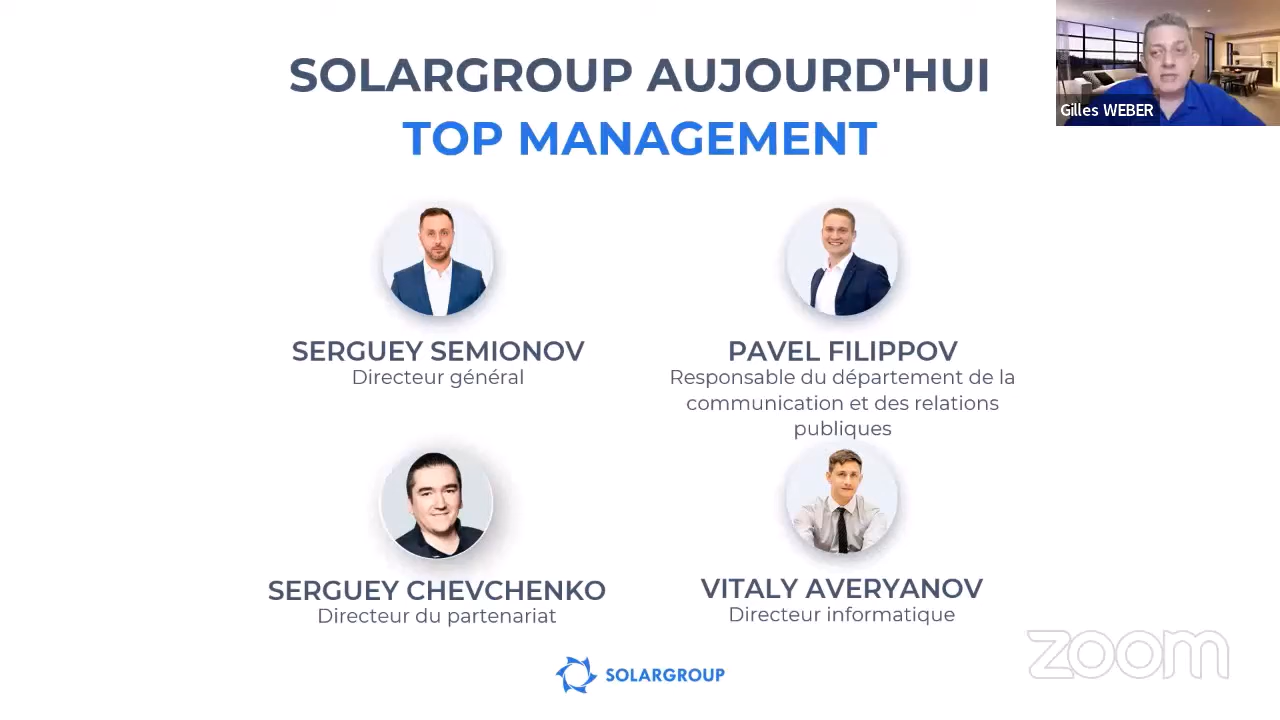 SOLARGROUP AUJOURD'HUI
TOP MANAGEMENT
Gilles WEBER
SERGUEY SEMIONOV
Directeur général
PAVEL FILIPPOV
Responsable du département de la
communication et des relations
publiques
SERGUEY CHEVCHENKO
Directeur du partenariat
VITALY AVERYANOV
Directeur informatique
SOLARGROUP
zoom